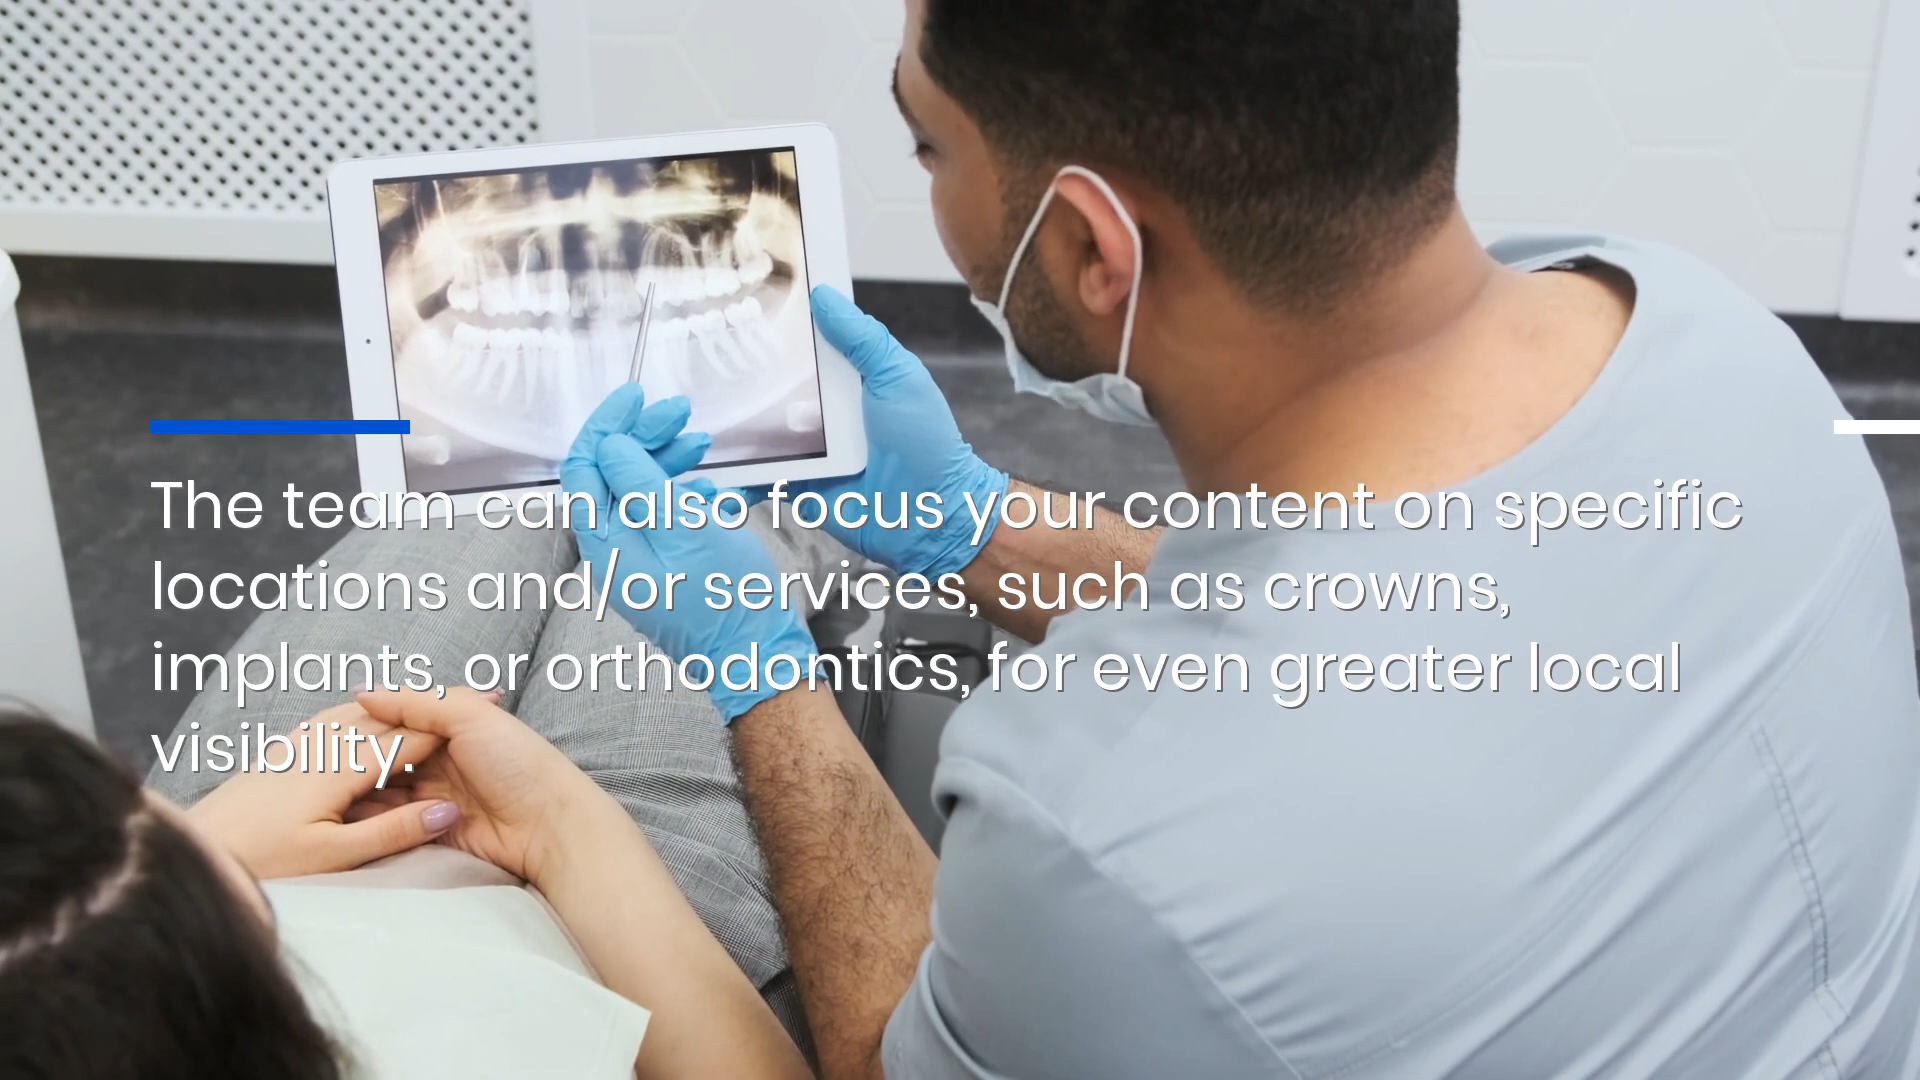 The team can also focus your content on specific
locations and/or services, such as crowns,
implants, or orthodontics, for even greater local
visibility.